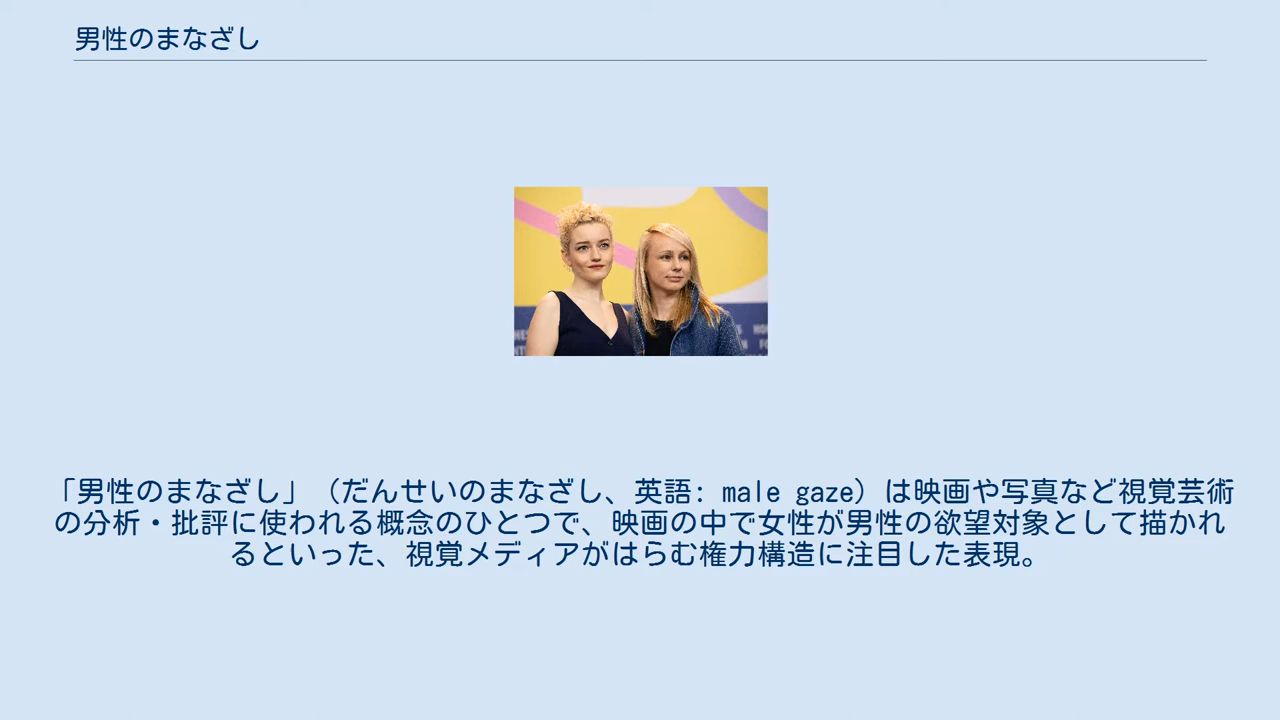 男性のまなざし
「男性のまなざし」（だんせいのまなざし、英語: male gaze）は映画や写真など視覚芸術
の分析・批評に使われる概念のひとつで、映画の中で女性が男性の欲望対象として描かれ
るといった、視覚メディアがはらむ権力構造に注目した表現。